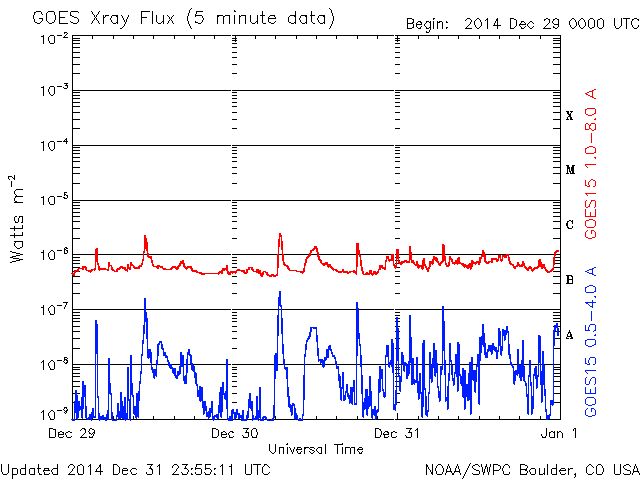 GOES Xray Flux (5 minute data)
Begin: 2014 Dec 29 0000 UTC
10⁻²
10⁻³
10⁻⁴
10⁻⁵
10⁻⁶
10⁻⁷
10⁻⁸
10⁻⁹
Watts m⁻²
X
M
C
B
A
GOES15 1.0-8.0 A
GOES15 0.5-4.0 A
Dec 29
Dec 30
Dec 31
Jan 1
Universal Time
Updated 2014 Dec 31 23:55:11 UTC
NOAA/SWPC Boulder, CO USA